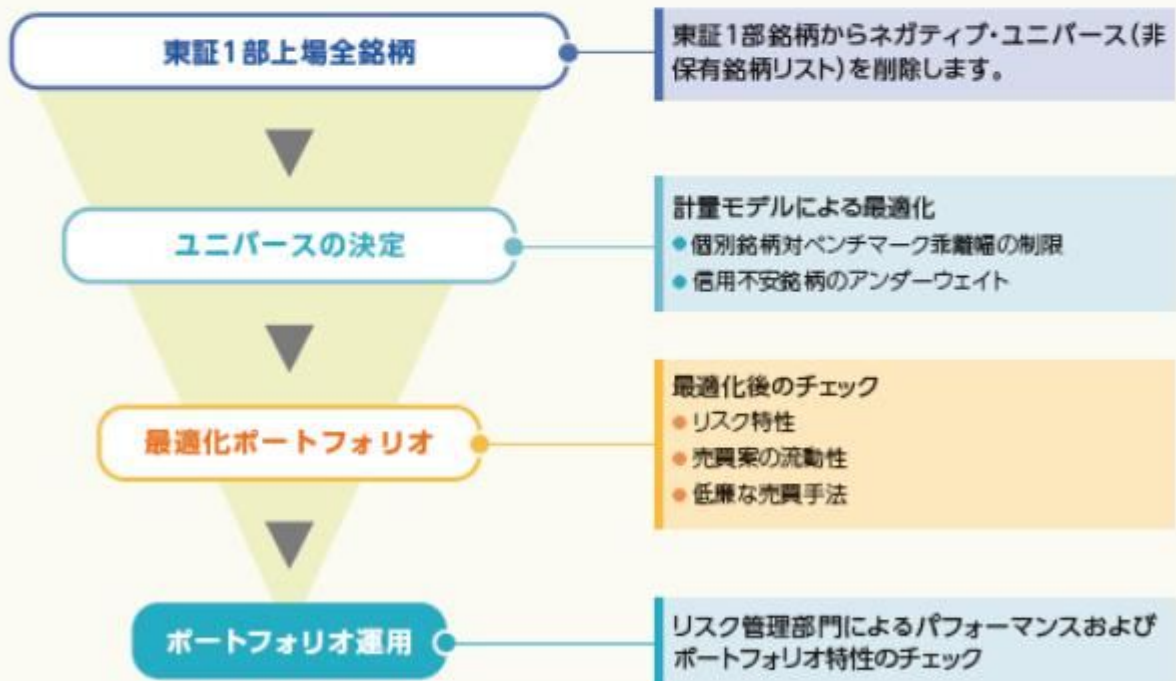 東証1部上場全銘柄
東証1部銘柄からネガティブ・ユニバース(非
保有銘柄リスト)を削除します。
ユニバースの決定
計量モデルによる最適化
●個別銘柄対ベンチマーク乖離幅の制限
●信用不安銘柄のアンダーウェイト
最適化ポートフォリオ
最適化後のチェック
●リスク特性
●売買案の流動性
●低廉な売買手法
ポートフォリオ運用
リスク管理部門によるパフォーマンスおよび
ポートフォリオ特性のチェック